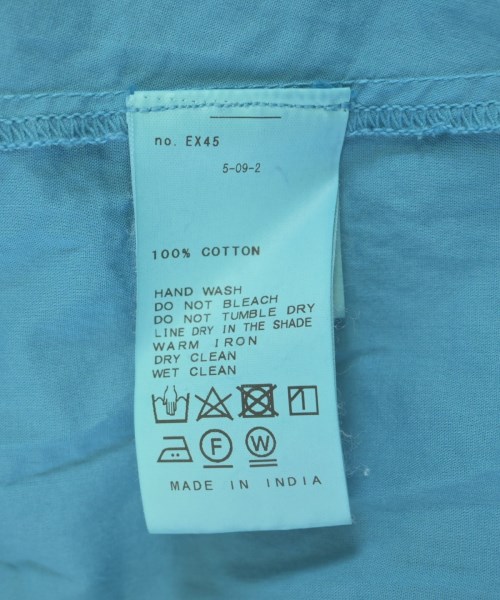 no. EX45
5-09-2
100% COTTON
HAND WASH
DO NOT BLEACH
DO NOT TUMBLE DRY
LINE DRY IN THE SHADE
WARM IRON
DRY CLEAN
WET CLEAN
F W
MADE IN INDIA